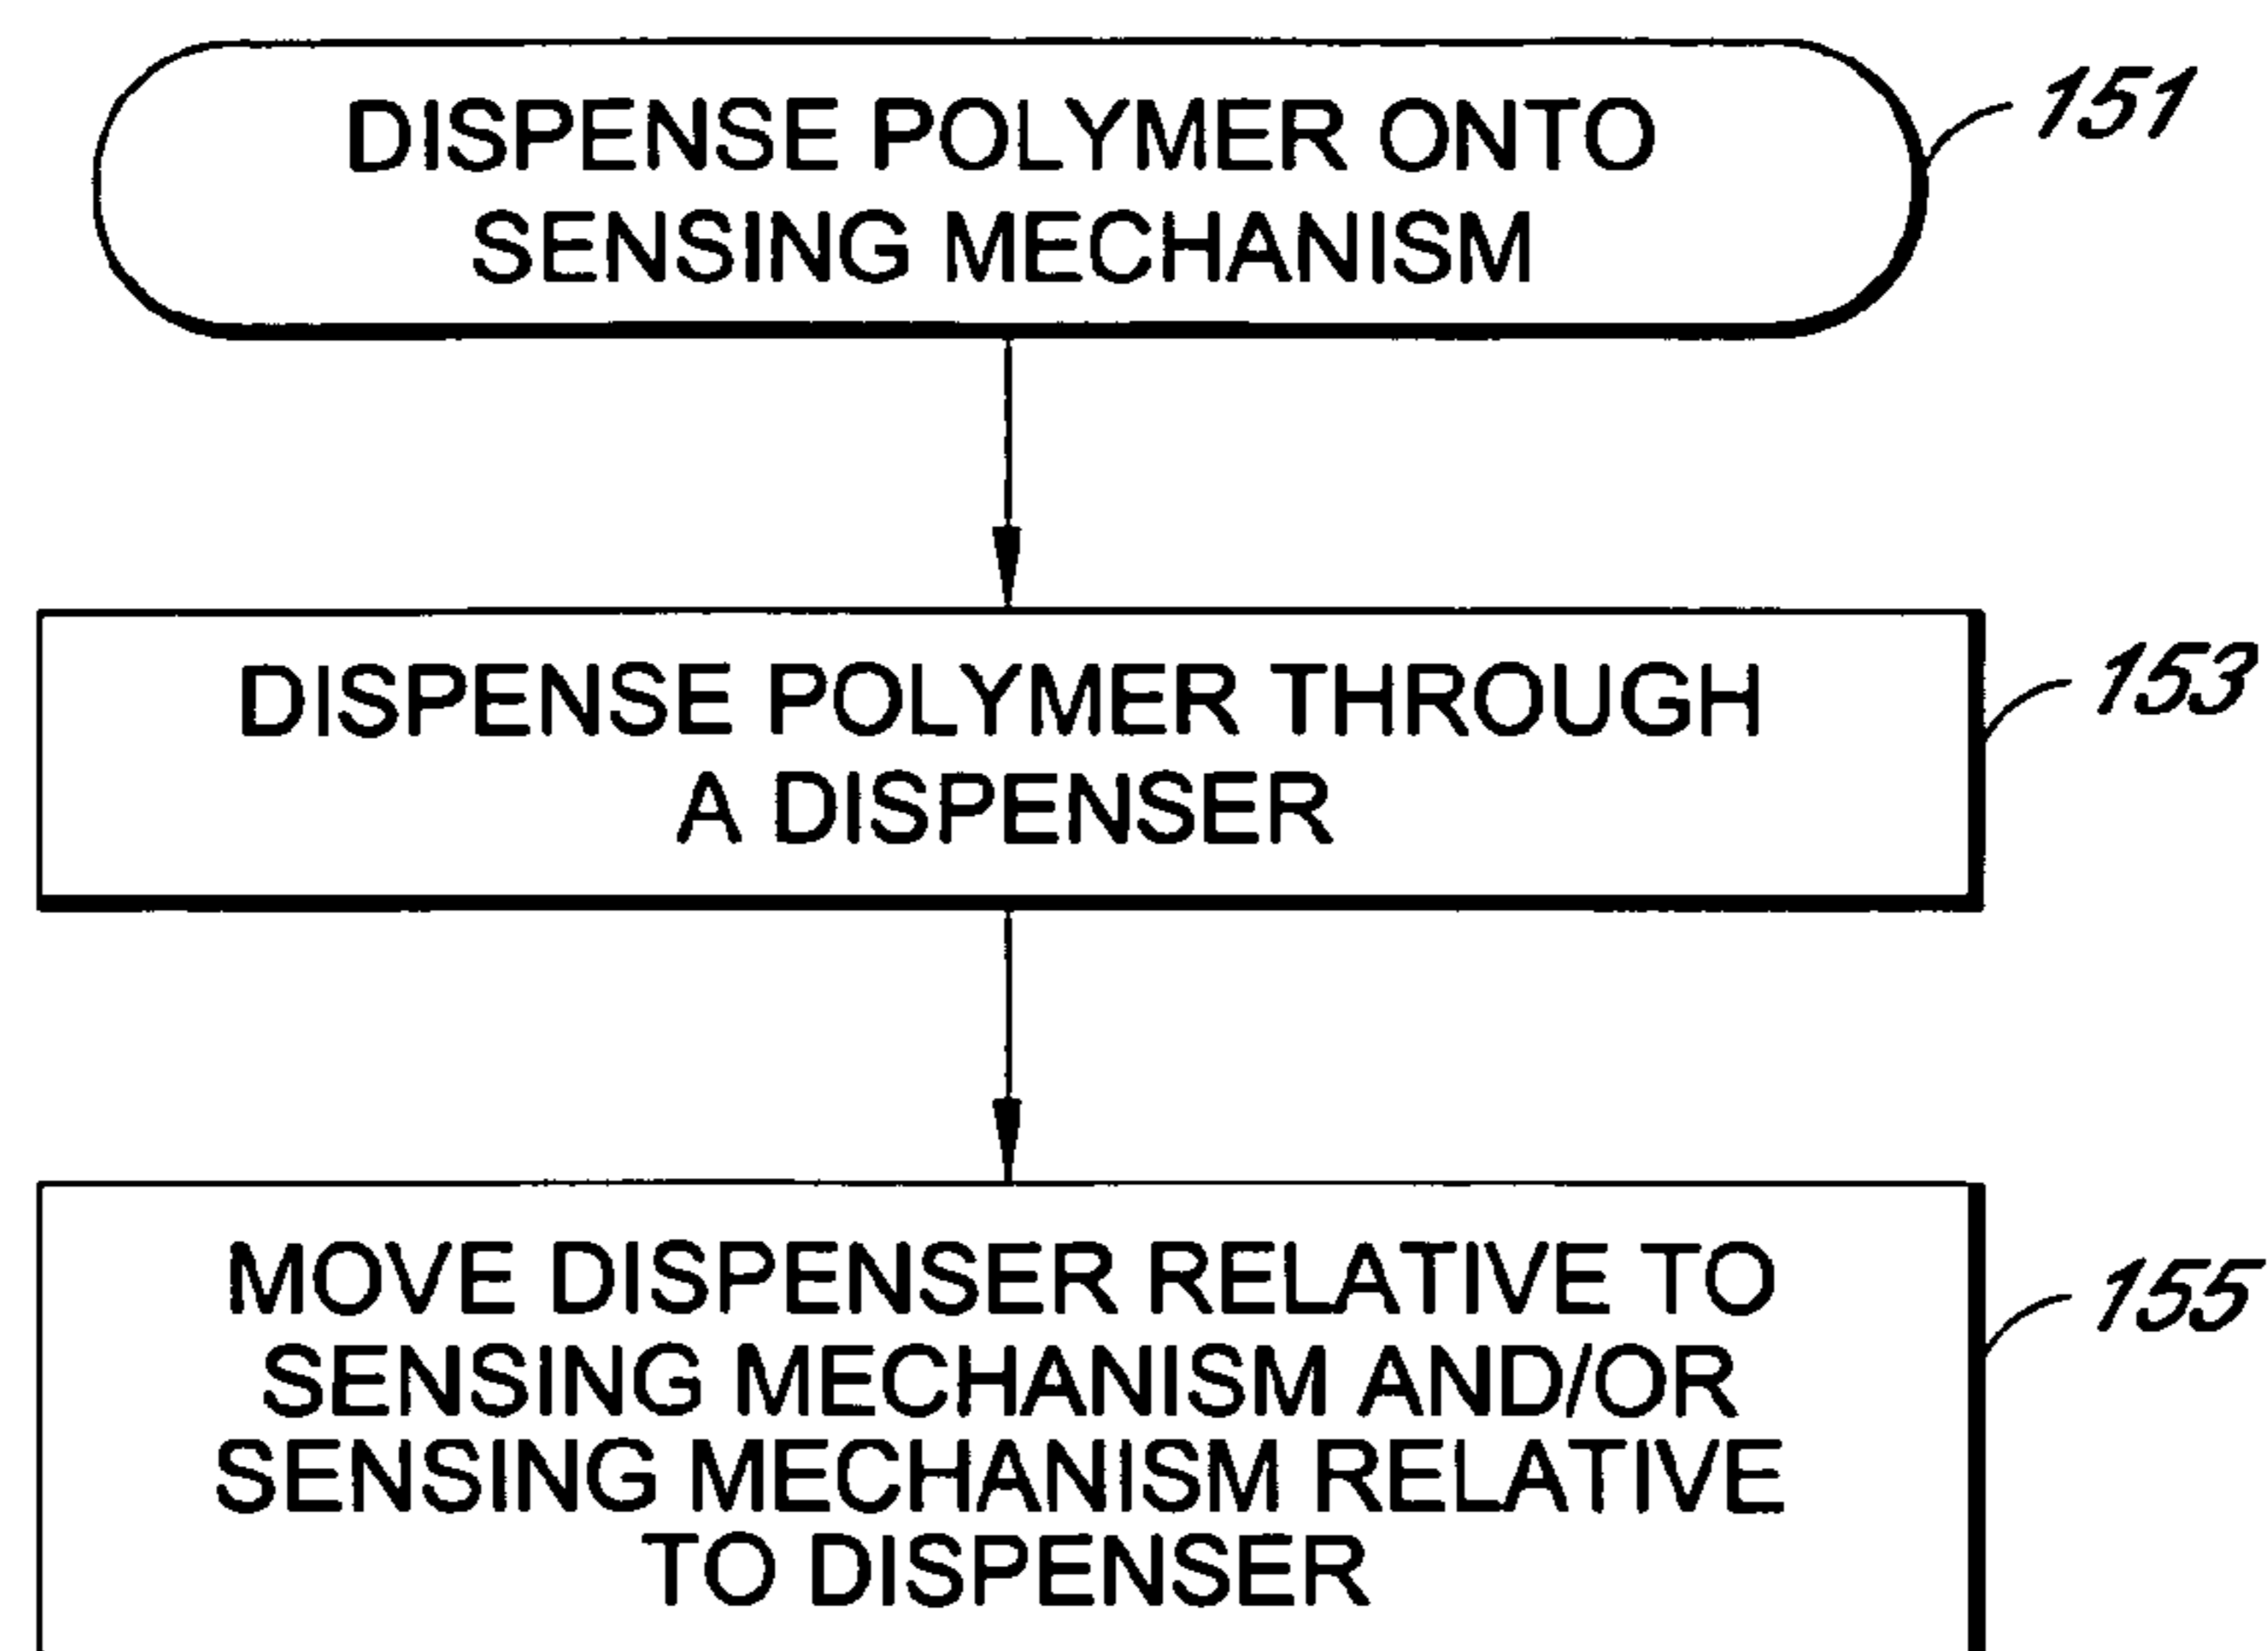 DISPENSE POLYMER ONTO
SENSING MECHANISM
151
DISPENSE POLYMER THROUGH
A DISPENSER
153
MOVE DISPENSER RELATIVE TO
SENSING MECHANISM AND/OR
SENSING MECHANISM RELATIVE
TO DISPENSER
155